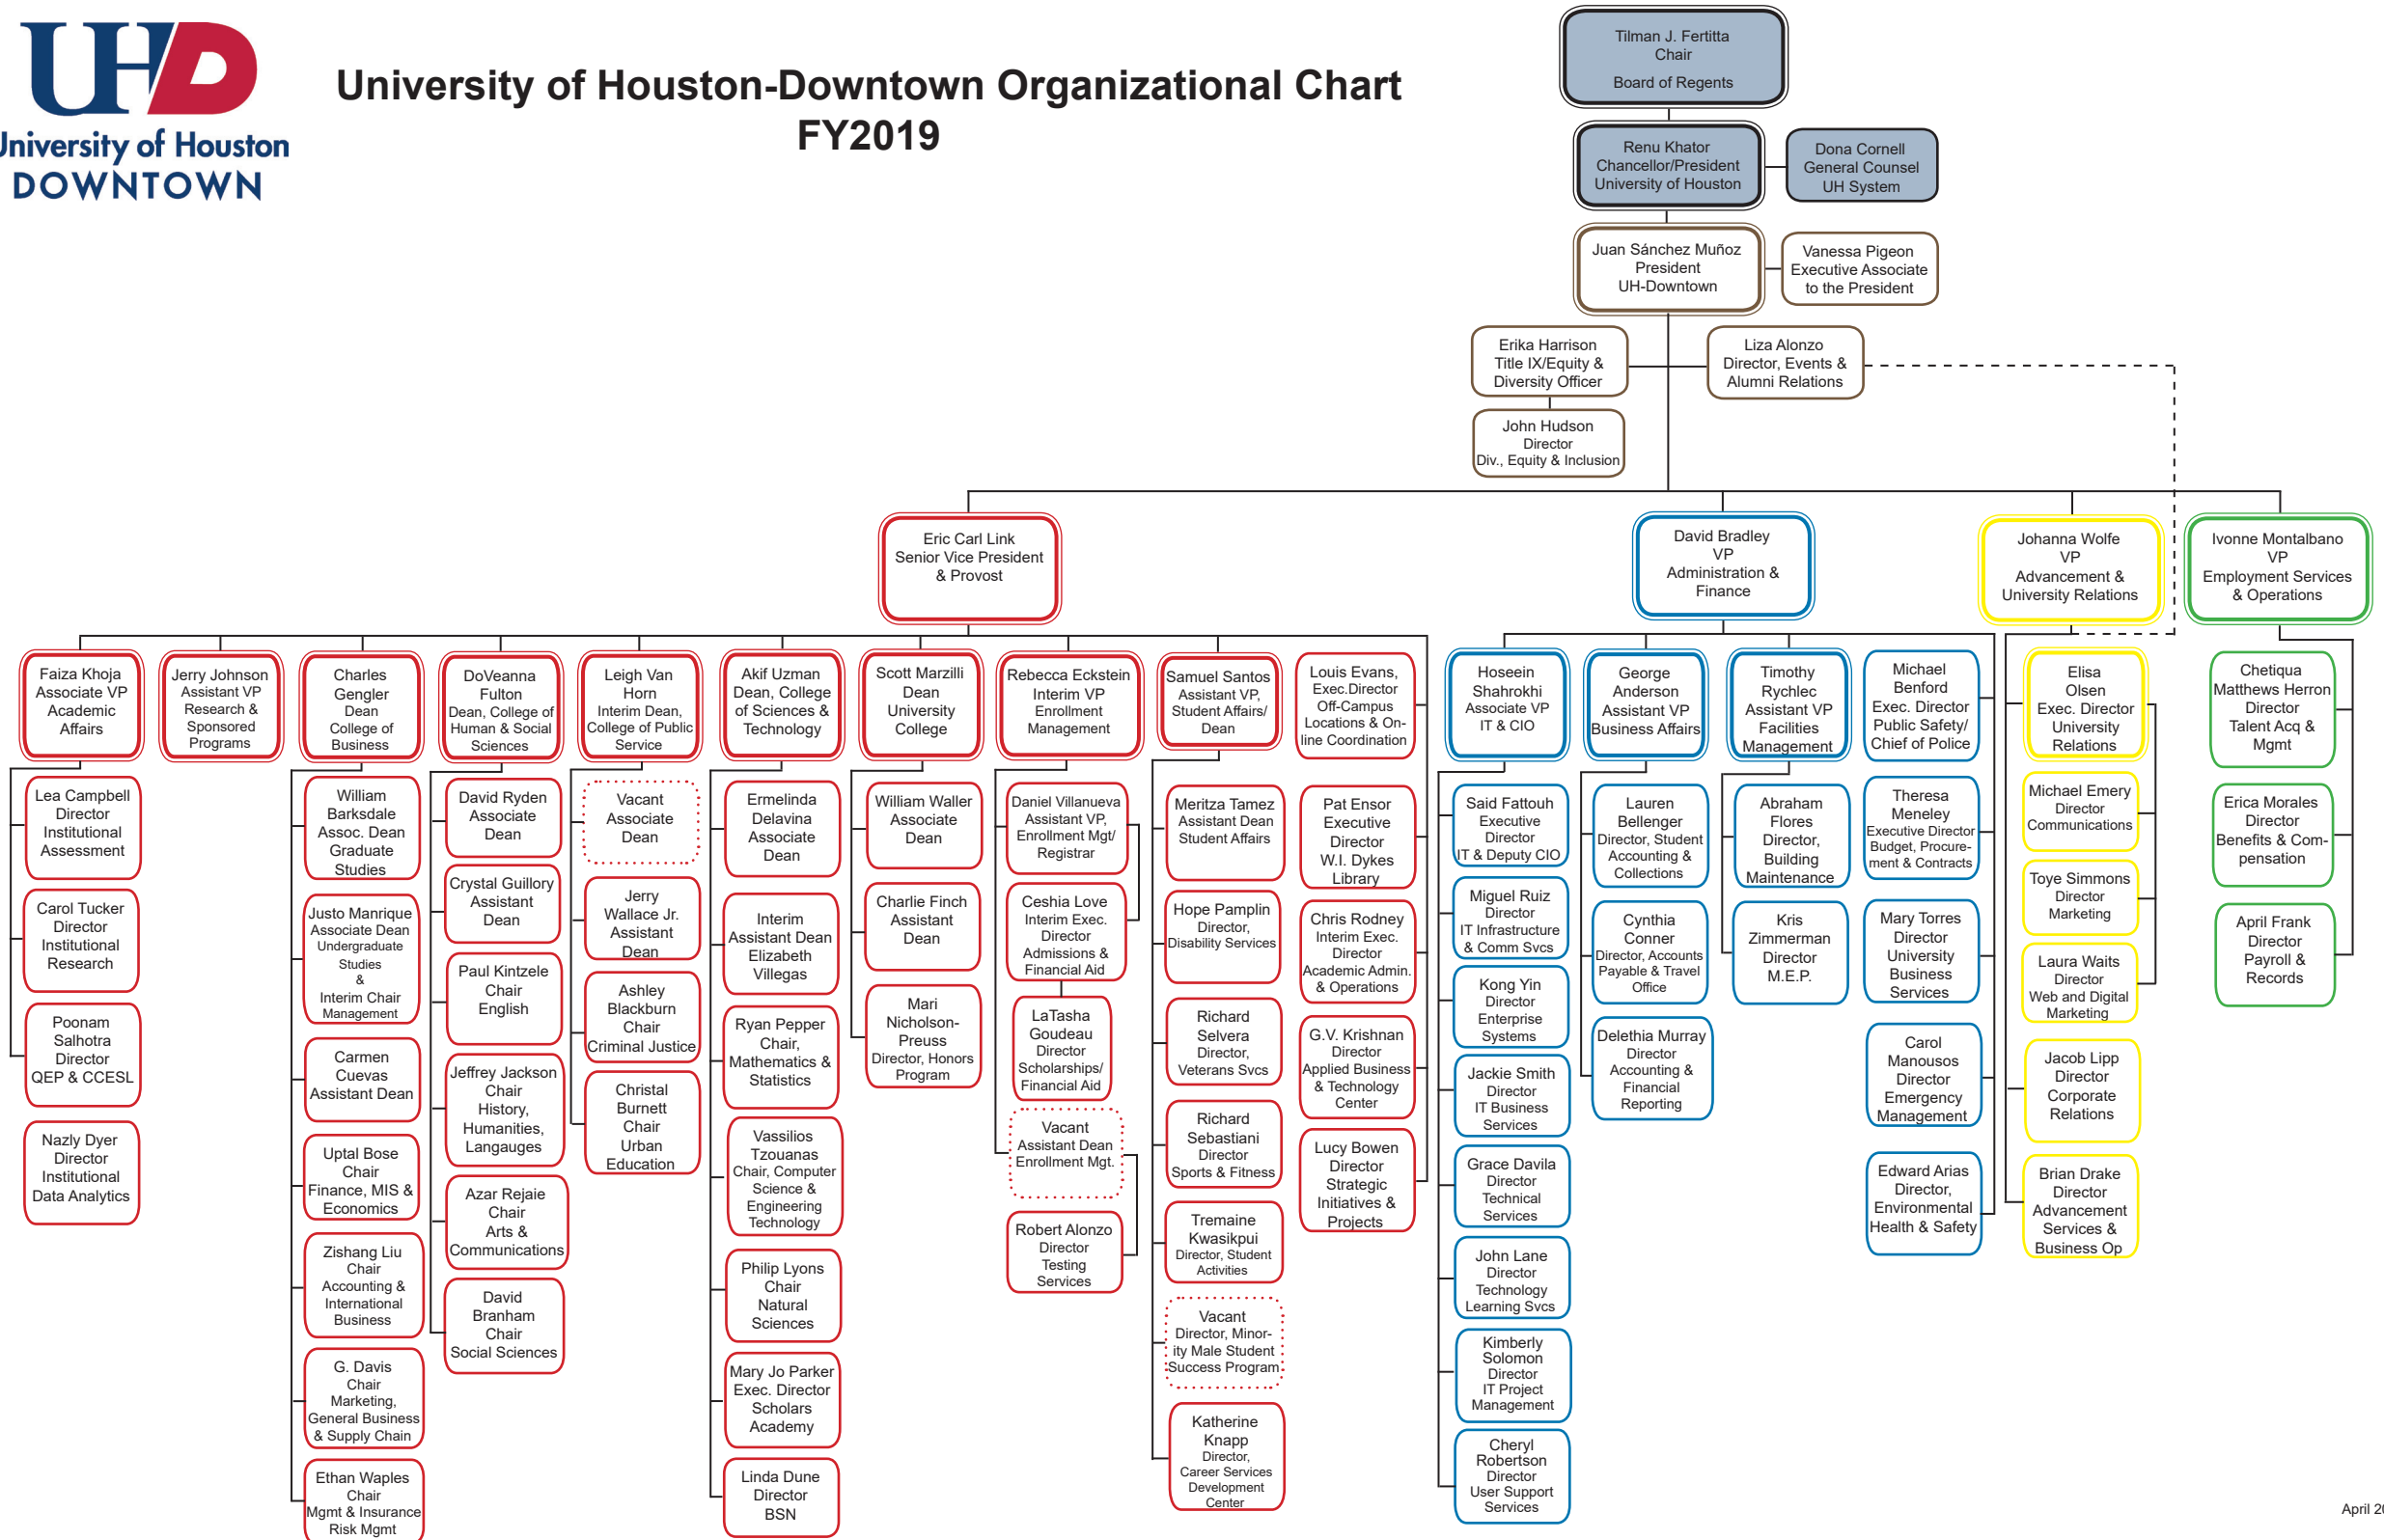 UHD
University of Houston
DOWNTOWN
University of Houston-Downtown Organizational Chart
FY2019
Tilman J. Fertitta
Chair
Board of Regents
Renu Khator
Chancellor/President
University of Houston
Dona Cornell
General Counsel
UH System
Juan Sánchez Muñoz
President
UH-Downtown
Vanessa Pigeon
Executive Associate
to the President
Erika Harrison
Title IX/Equity &
Diversity Officer
Liza Alonzo
Director, Events &
Alumni Relations
John Hudson
Director
Div., Equity & Inclusion
Eric Carl Link
Senior Vice President
& Provost
David Bradley
VP
Administration &
Finance
Johanna Wolfe
VP
Advancement &
University Relations
Ivonne Montalbano
VP
Employment Services
& Operations
Faiza Khoja
Associate VP
Academic
Affairs
Lea Campbell
Director
Institutional
Assessment
Carol Tucker
Director
Institutional
Research
Poonam
Salhotra
Director
QEP & CCESL
Nazly Dyer
Director
Institutional
Data Analytics
Jerry Johnson
Assistant VP
Research &
Sponsored
Programs
Charles
Gengler
Dean
College of
Business
William
Barksdale
Assoc. Dean
Graduate
Studies
Justo Manrique
Associate Dean
Undergraduate
Studies
&
Interim Chair
Management
Carmen
Cuevas
Assistant Dean
Uptal Bose
Chair
Finance, MIS &
Economics
Zishang Liu
Chair
Accounting &
International
Business
G. Davis
Chair
Marketing,
General Business
& Supply Chain
Ethan Waples
Chair
Mgmt & Insurance
Risk Mgmt
DoVeanna
Fulton
Dean, College of
Human & Social
Sciences
David Ryden
Associate
Dean
Crystal Guillory
Assistant
Dean
Paul Kintzele
Chair
English
Jeffrey Jackson
Chair
History,
Humanities,
Langauges
Azar Rejaie
Chair
Arts &
Communications
David
Branham
Chair
Social Sciences
Leigh Van
Horn
Interim Dean,
College of Public
Service
Vacant
Associate
Dean
Jerry
Wallace Jr.
Assistant
Dean
Ashley
Blackburn
Chair
Criminal Justice
Christal
Burnett
Chair
Urban
Education
Akif Uzman
Dean, College
of Sciences &
Technology
Ermelinda
Delavina
Associate
Dean
Interim
Assistant Dean
Elizabeth
Villegas
Ryan Pepper
Chair,
Mathematics &
Statistics
Vassilios
Tzouanas
Chair, Computer
Science &
Engineering
Technology
Philip Lyons
Chair
Natural
Sciences
Mary Jo Parker
Exec. Director
Scholars
Academy
Linda Dune
Director
BSN
Scott Marzilli
Dean
University
College
William Waller
Associate
Dean
Charlie Finch
Assistant
Dean
Mari
Nicholson-
Preuss
Director, Honors
Program
Rebecca Eckstein
Interim VP
Enrollment
Management
Daniel Villanueva
Assistant VP,
Enrollment Mgt/
Registrar
Ceshia Love
Interim Exec.
Director
Admissions &
Financial Aid
LaTasha
Goudeau
Director
Scholarships/
Financial Aid
Vacant
Assistant Dean
Enrollment Mgt.
Robert Alonzo
Director
Testing
Services
Samuel Santos
Assistant VP,
Student Affairs/
Dean
Meritza Tamez
Assistant Dean
Student Affairs
Hope Pamplin
Director,
Disability Services
Richard
Selvera
Director,
Veterans Svcs
Richard
Sebastiani
Director
Sports & Fitness
Tremaine
Kwasikpui
Director, Student
Activities
Vacant
Director, Minor-
ity Male Student
Success Program
Katherine
Knapp
Director,
Career Services
Development
Center
Louis Evans,
Exec.Director
Off-Campus
Locations & On-
line Coordination
Pat Ensor
Executive
Director
W.I. Dykes
Library
Chris Rodney
Interim Exec.
Director
Academic Admin.
& Operations
G.V. Krishnan
Director
Applied Business
& Technology
Center
Lucy Bowen
Director
Strategic
Initiatives &
Projects
Hoseein
Shahrokhi
Associate VP
IT & CIO
Said Fattouh
Executive
Director
IT & Deputy CIO
Miguel Ruiz
Director
IT Infrastructure
& Comm Svcs
Kong Yin
Director
Enterprise
Systems
Jackie Smith
Director
IT Business
Services
Grace Davila
Director
Technical
Services
John Lane
Director
Technology
Learning Svcs
Kimberly
Solomon
Director
IT Project
Management
Cheryl
Robertson
Director
User Support
Services
George
Anderson
Assistant VP
Business Affairs
Lauren
Bellenger
Director, Student
Accounting &
Collections
Cynthia
Conner
Director, Accounts
Payable & Travel
Office
Delethia Murray
Director
Accounting &
Financial
Reporting
Timothy
Rychlec
Assistant VP
Facilities
Management
Abraham
Flores
Director,
Building
Maintenance
Kris
Zimmerman
Director
M.E.P.
Michael
Benford
Exec. Director
Public Safety/
Chief of Police
Theresa
Meneley
Executive Director
Budget, Procure-
ment & Contracts
Mary Torres
Director
University
Business
Services
Carol
Manousos
Director
Emergency
Management
Edward Arias
Director,
Environmental
Health & Safety
Elisa
Olsen
Exec. Director
University
Relations
Michael Emery
Director
Communications
Toye Simmons
Director
Marketing
Laura Waits
Director
Web and Digital
Marketing
Jacob Lipp
Director
Corporate
Relations
Brian Drake
Director
Advancement
Services &
Business Op
Chetiqua
Matthews Herron
Director
Talent Acq &
Mgmt
Erica Morales
Director
Benefits & Com-
pensation
April Frank
Director
Payroll &
Records
April